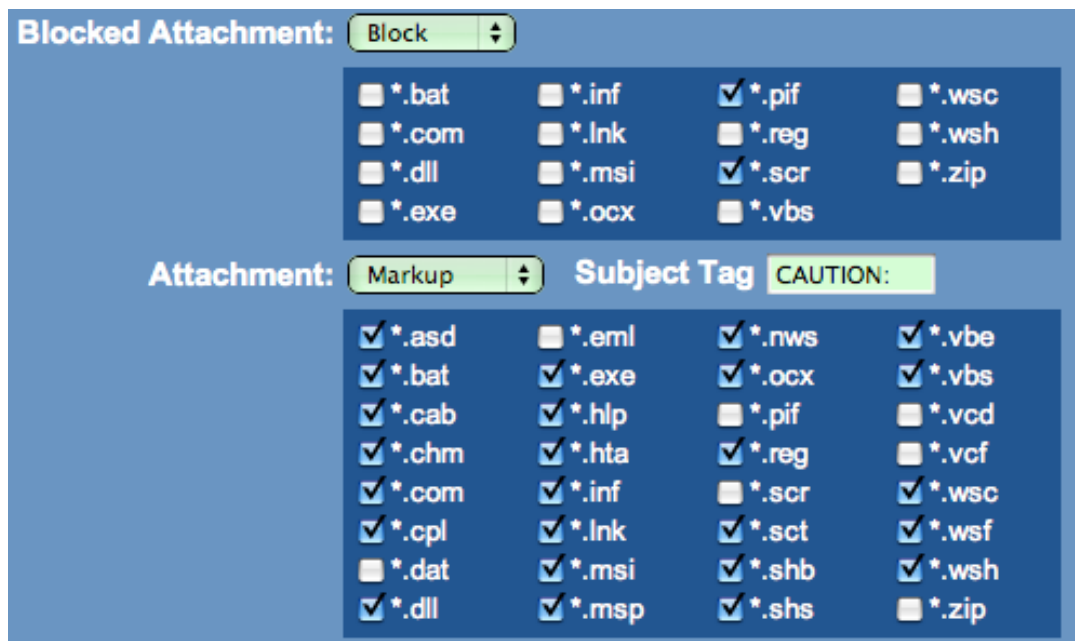 Blocked Attachment: Block
*.bat *.inf *.pif *.wsc
*.com *.lnk *.reg *.wsh
*.dll *.msi *.scr *.zip
*.exe *.ocx *.vbs
Attachment: Markup Subject Tag CAUTION:
*.asd *.eml *.nws *.vbe
*.bat *.exe *.ocx *.vbs
*.cab *.hlp *.pif *.vcd
*.chm *.hta *.reg *.vcf
*.com *.inf *.scr *.wsc
*.cpl *.lnk *.sct *.wsf
*.dat *.msi *.shb *.wsh
*.dll *.msp *.shs *.zip